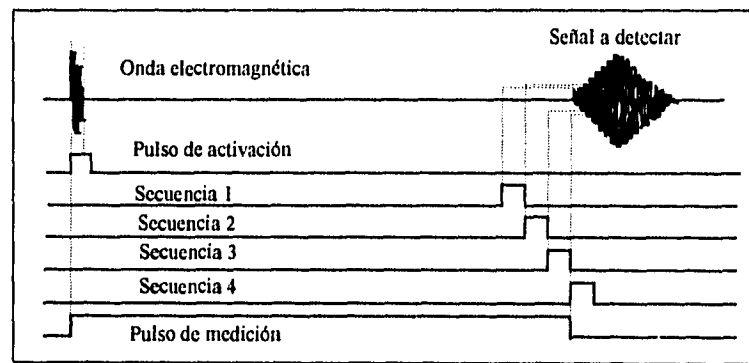 Señal a detectar
Onda electromagnética
Pulso de activación
Secuencia 1
Secuencia 2
Secuencia 3
Secuencia 4
Pulso de medición